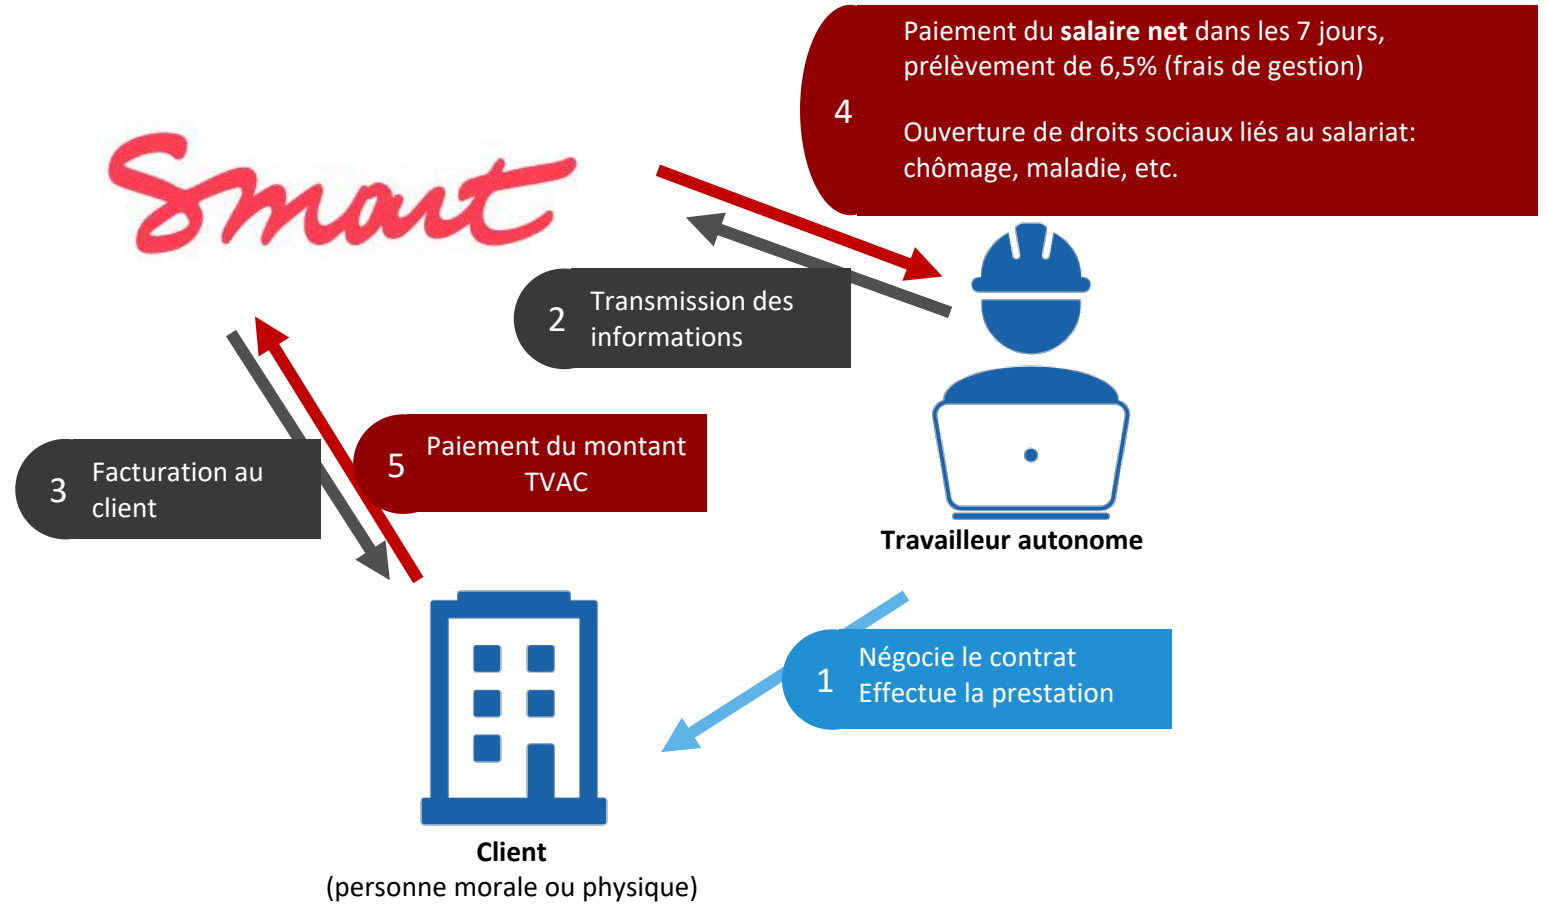 Paiement du salaire net dans les 7 jours,
prélèvement de 6,5% (frais de gestion)
4
Ouverture de droits sociaux liés au salariat:
chômage, maladie, etc.
Smart
2
Transmission des
informations
5
Paiement du montant
TVAC
3
Facturation au
client
Travailleur autonome
1
Négocie le contrat
Effectue la prestation
Client
(personne morale ou physique)